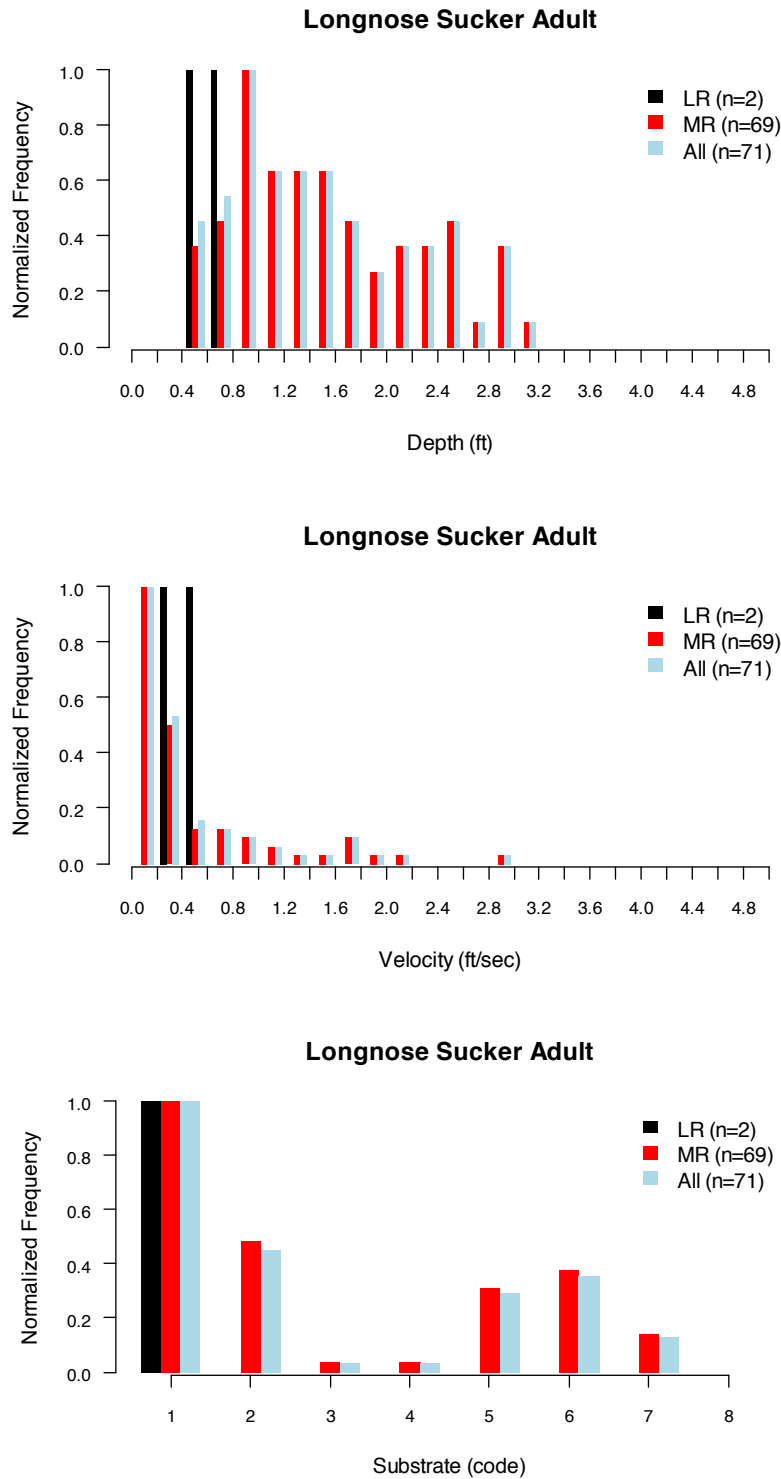 Longnose Sucker Adult
1.0
0.8
0.6
0.4
0.2
0.0
Normalized Frequency
LR (n=2)
MR (n=69)
All (n=71)
0.0 0.4 0.8 1.2 1.6 2.0 2.4 2.8 3.2 3.6 4.0 4.4 4.8
Depth (ft)
Longnose Sucker Adult
1.0
0.8
0.6
0.4
0.2
0.0
Normalized Frequency
LR (n=2)
MR (n=69)
All (n=71)
0.0 0.4 0.8 1.2 1.6 2.0 2.4 2.8 3.2 3.6 4.0 4.4 4.8
Velocity (ft/sec)
Longnose Sucker Adult
1.0
0.8
0.6
0.4
0.2
0.0
Normalized Frequency
LR (n=2)
MR (n=69)
All (n=71)
1 2 3 4 5 6 7 8
Substrate (code)